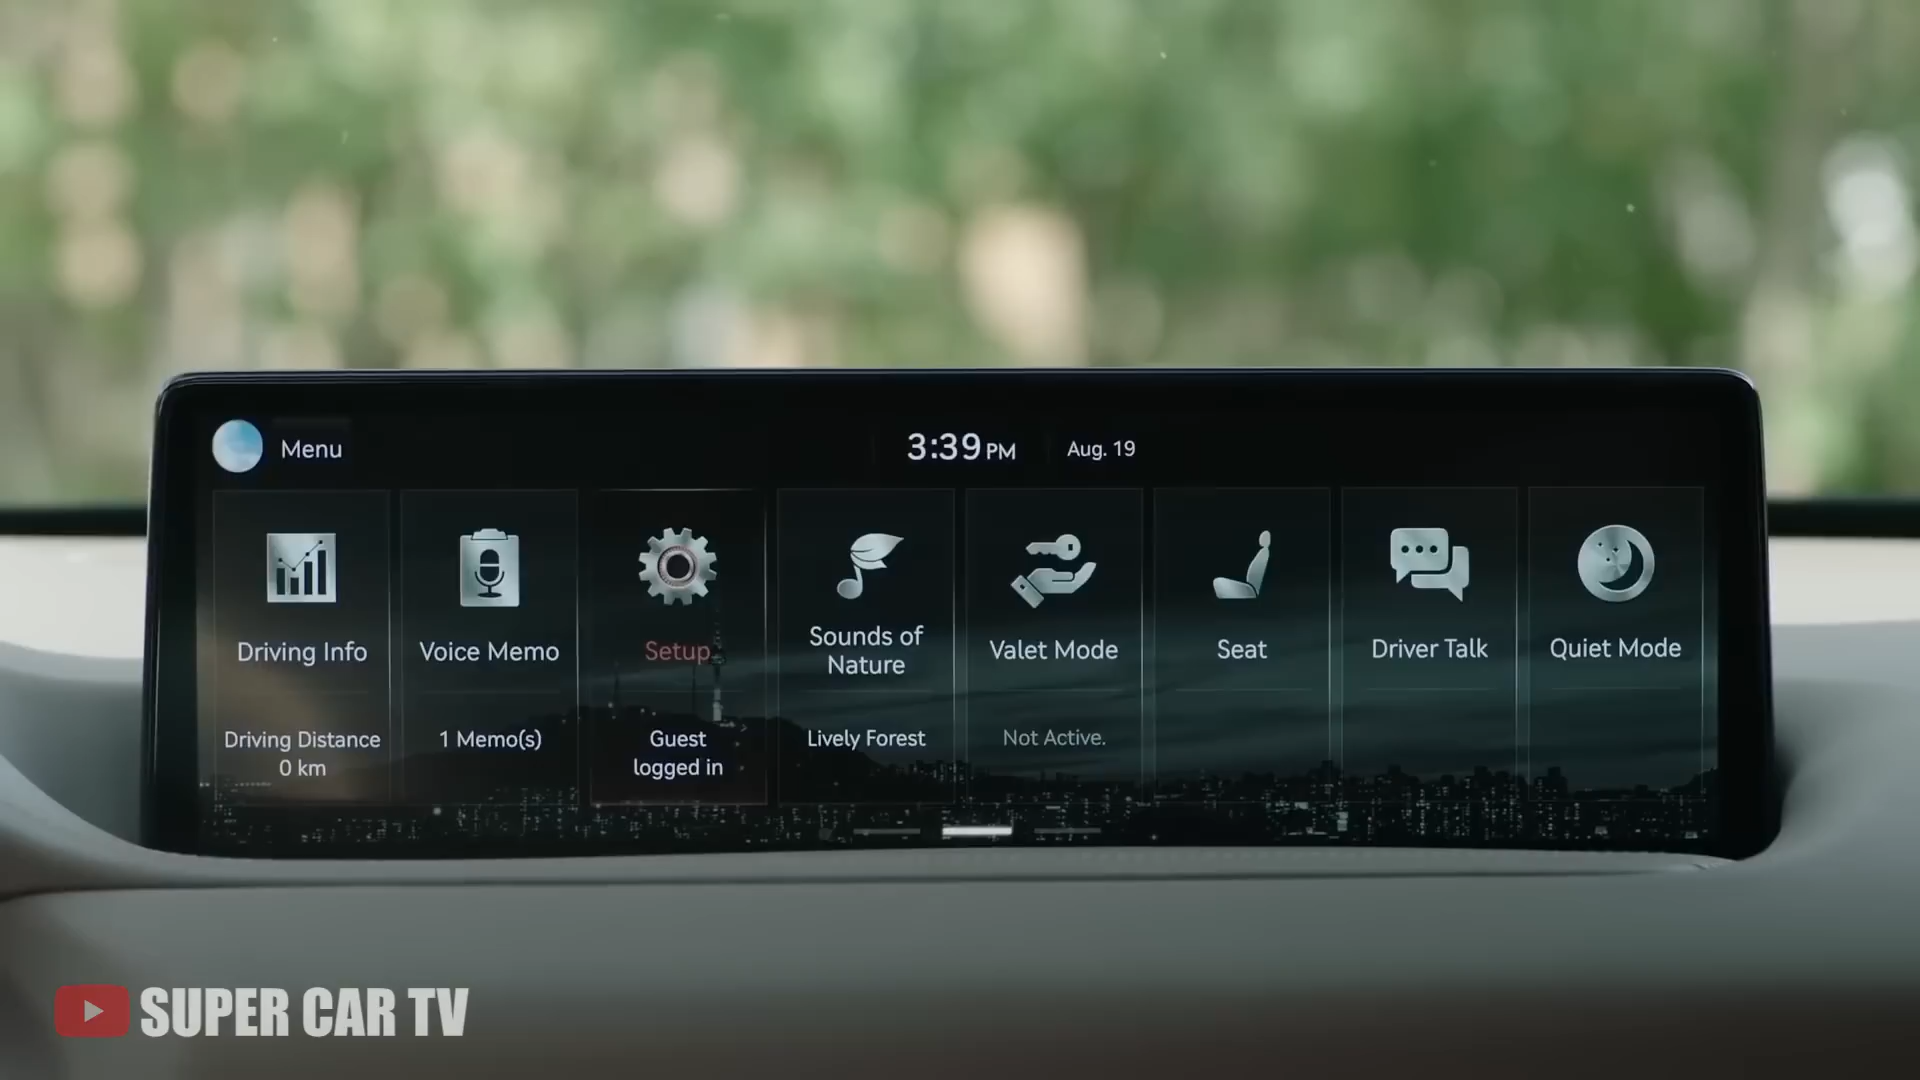 Menu
3:39 PM
Aug. 19
Driving Info
Driving Distance
0 km
Voice Memo
1 Memo(s)
Setup
Guest
logged in
Sounds of
Nature
Lively Forest
Valet Mode
Not Active.
Seat
Driver Talk
Quiet Mode
SUPER CAR TV